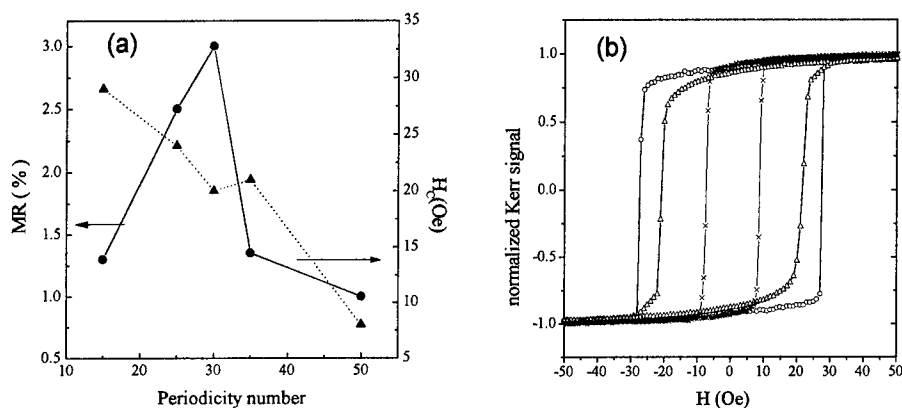 (a)
MR ( % )
3.0
2.5
2.0
1.5
1.0
0.5
10 20 30 40 50
Periodicity number
35
30
25
20
15
10
5
H_C(Oe)
(b)
normalized Kerr signal
1.0
0.5
0.0
-0.5
-1.0
-50 -40 -30 -20 -10 0 10 20 30 40 50
H (Oe)